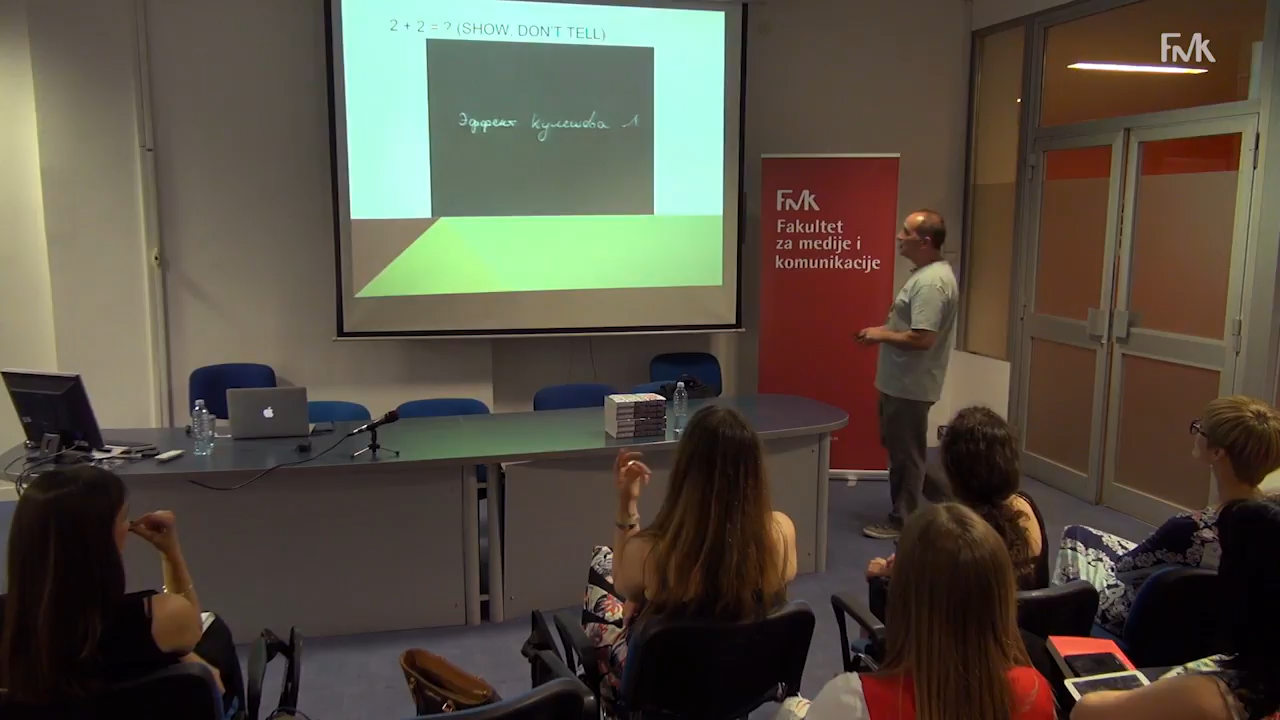 2 + 2 = ? (SHOW, DON'T TELL)
Эффект Кулешова
FMK
FMK
Fakultet
za medije i
komunikacije